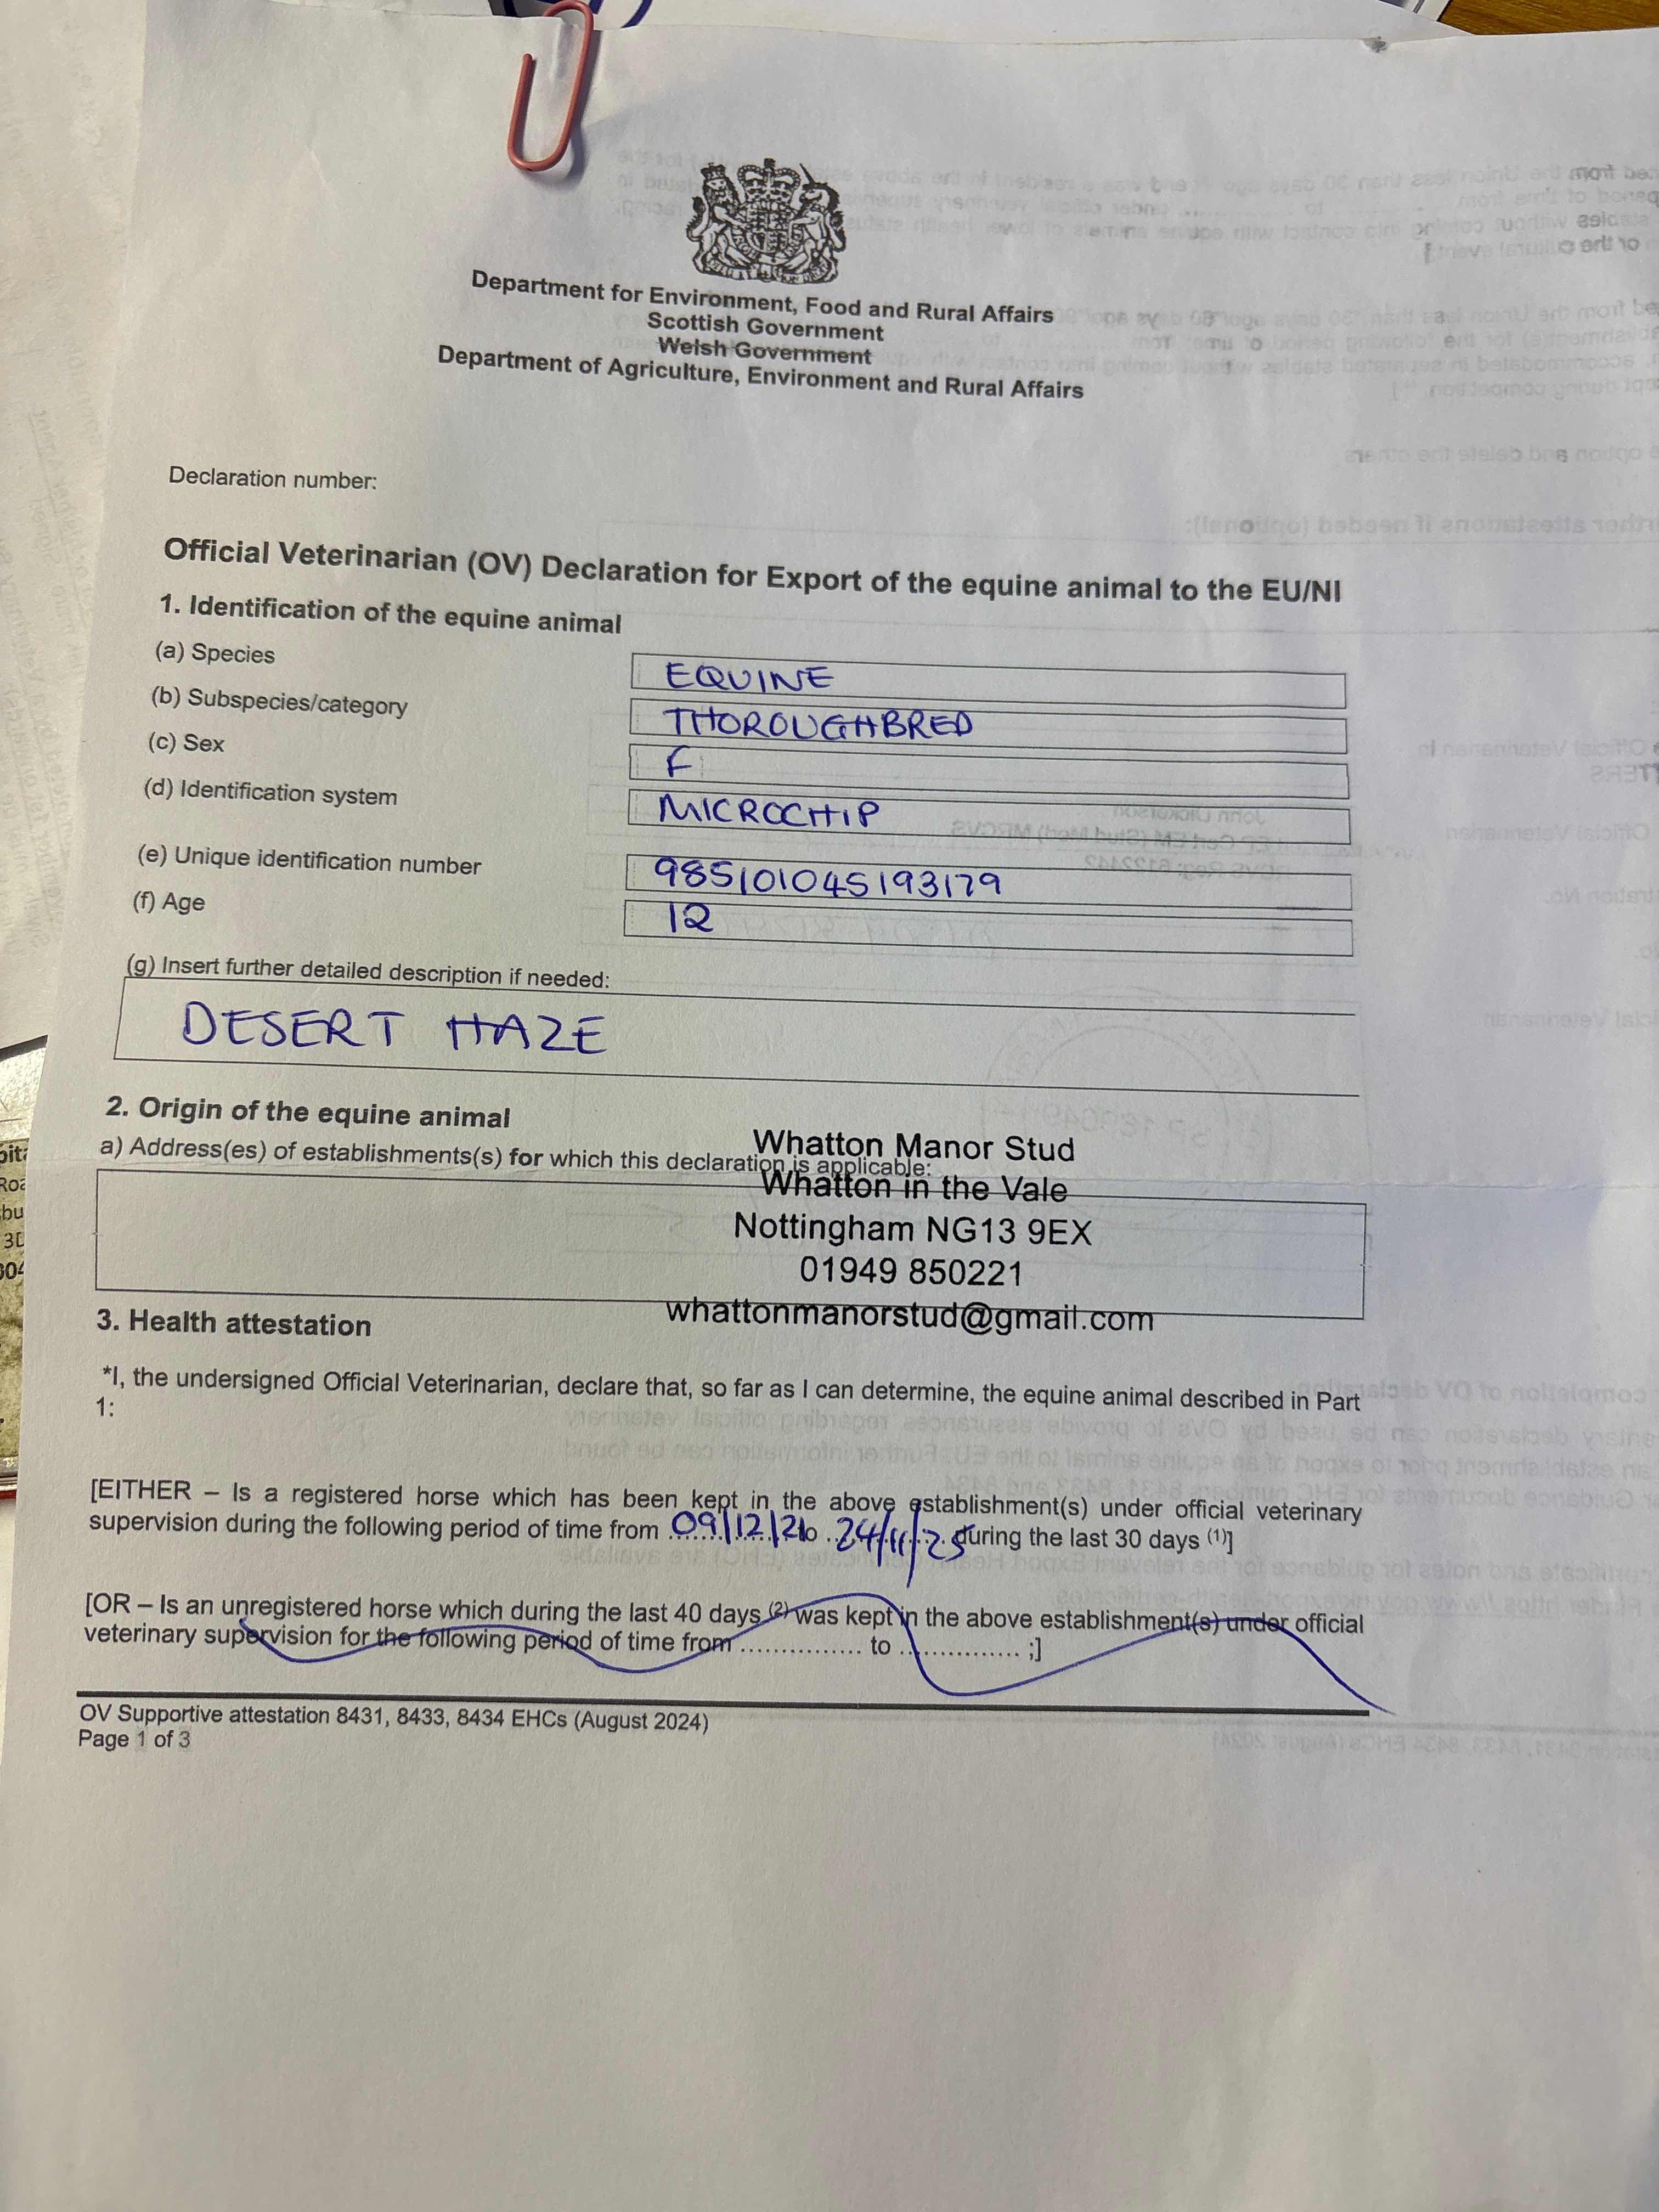 Department for Environment, Food and Rural Affairs
Scottish Government
Welsh Government
Department of Agriculture, Environment and Rural Affairs
Declaration number:
Official Veterinarian (OV) Declaration for Export of the equine animal to the EU/NI
1. Identification of the equine animal
(a) Species EQUINE
(b) Subspecies/category THOROUGHBRED
(c) Sex F
(d) Identification system MICROCHIP
(e) Unique identification number 985101045193179
(f) Age 12
(g) Insert further detailed description if needed:
DESERT HAZE
2. Origin of the equine animal
a) Address(es) of establishments(s) for which this declaration is applicable:
Whatton Manor Stud
Whatton in the Vale
Nottingham NG13 9EX
01949 850221
whattonmanorstud@gmail.com
3. Health attestation
*I, the undersigned Official Veterinarian, declare that, so far as I can determine, the equine animal described in Part
1:
[EITHER – Is a registered horse which has been kept in the above establishment(s) under official veterinary
supervision during the following period of time from 09/12/21 to 24/11/25 during the last 30 days (1)]
[OR – Is an unregistered horse which during the last 40 days (2) was kept in the above establishment(s) under official
veterinary supervision for the following period of time from ............... to ............... ;]
OV Supportive attestation 8431, 8433, 8434 EHCs (August 2024)
Page 1 of 3